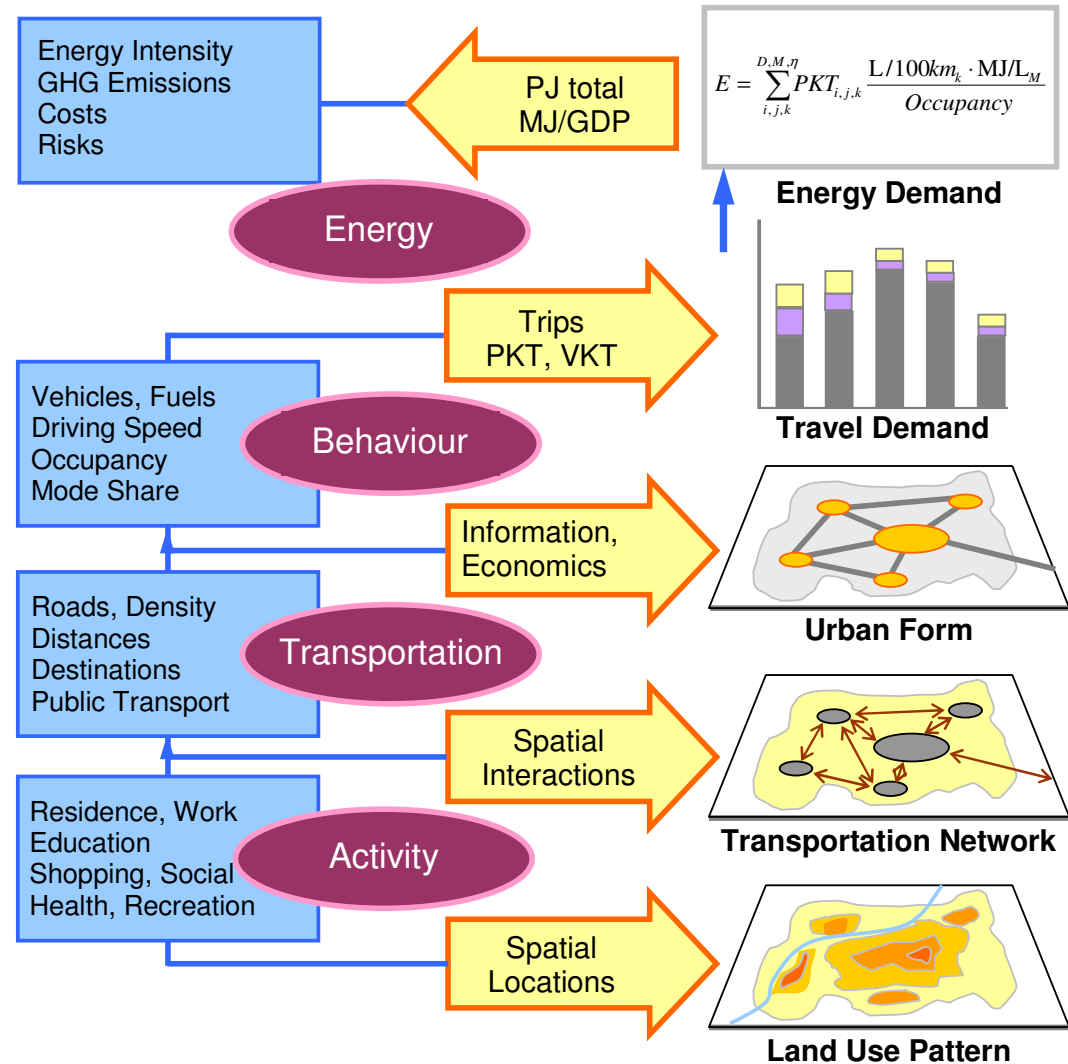 Energy Intensity
GHG Emissions
Costs
Risks
PJ total
MJ/GDP
E = \sum_{i,j,k}^{D,M,η} PKT_{i,j,k} \frac{L/100km_k · MJ/L_M}{Occupancy}
Energy Demand
Energy
Trips
PKT, VKT
Travel Demand
Vehicles, Fuels
Driving Speed
Occupancy
Mode Share
Behaviour
Information,
Economics
Urban Form
Roads, Density
Distances
Destinations
Public Transport
Transportation
Spatial
Interactions
Transportation Network
Residence, Work
Education
Shopping, Social
Health, Recreation
Activity
Spatial
Locations
Land Use Pattern